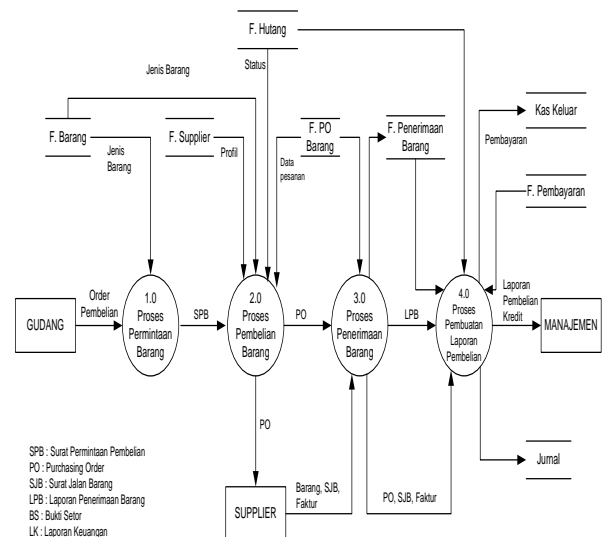 F. Hutang
Status
Jenis Barang
F. Barang
Jenis
Barang
F. Supplier
Profil
F. PO
Barang
Data
pesanan
F. Penerimaan
Barang
Kas Keluar
Pembayaran
F. Pembayaran
GUDANG
Order
Pembelian
1.0
Proses
Permintaan
Barang
SPB
2.0
Proses
Pembelian
Barang
PO
3.0
Proses
Penerimaan
Barang
LPB
4.0
Proses
Pembuatan
Laporan
Pembelian
Laporan
Pembelian
Kredit
MANAJEMEN
PO
SUPPLIER
Barang, SJB,
Faktur
PO, SJB, Faktur
Jurnal
SPB : Surat Permintaan Pembelian
PO : Purchasing Order
SJB : Surat Jalan Barang
LPB : Laporan Penerimaan Barang
BS : Bukti Setor
LK : Laporan Keuangan